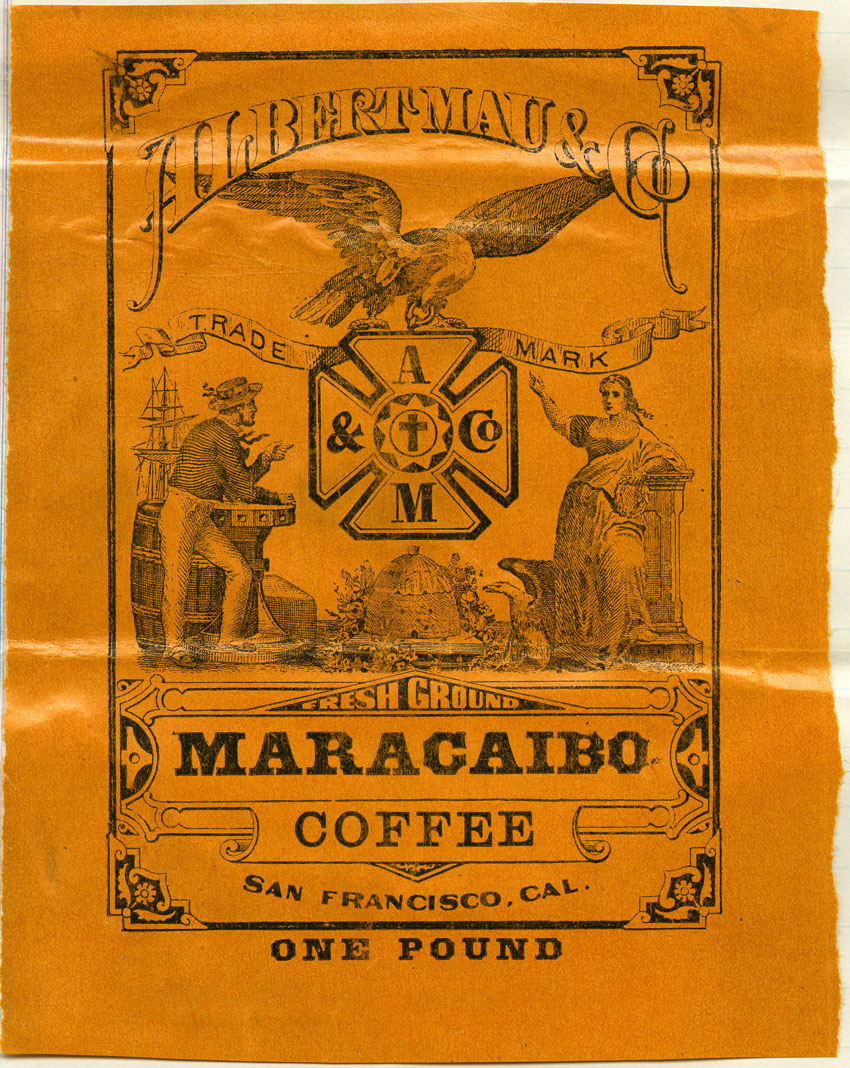 ALBERT MAU & Co
TRADE MARK
A
& Co
M
FRESH GROUND
MARACAIBO
COFFEE
SAN FRANCISCO, CAL.
ONE POUND